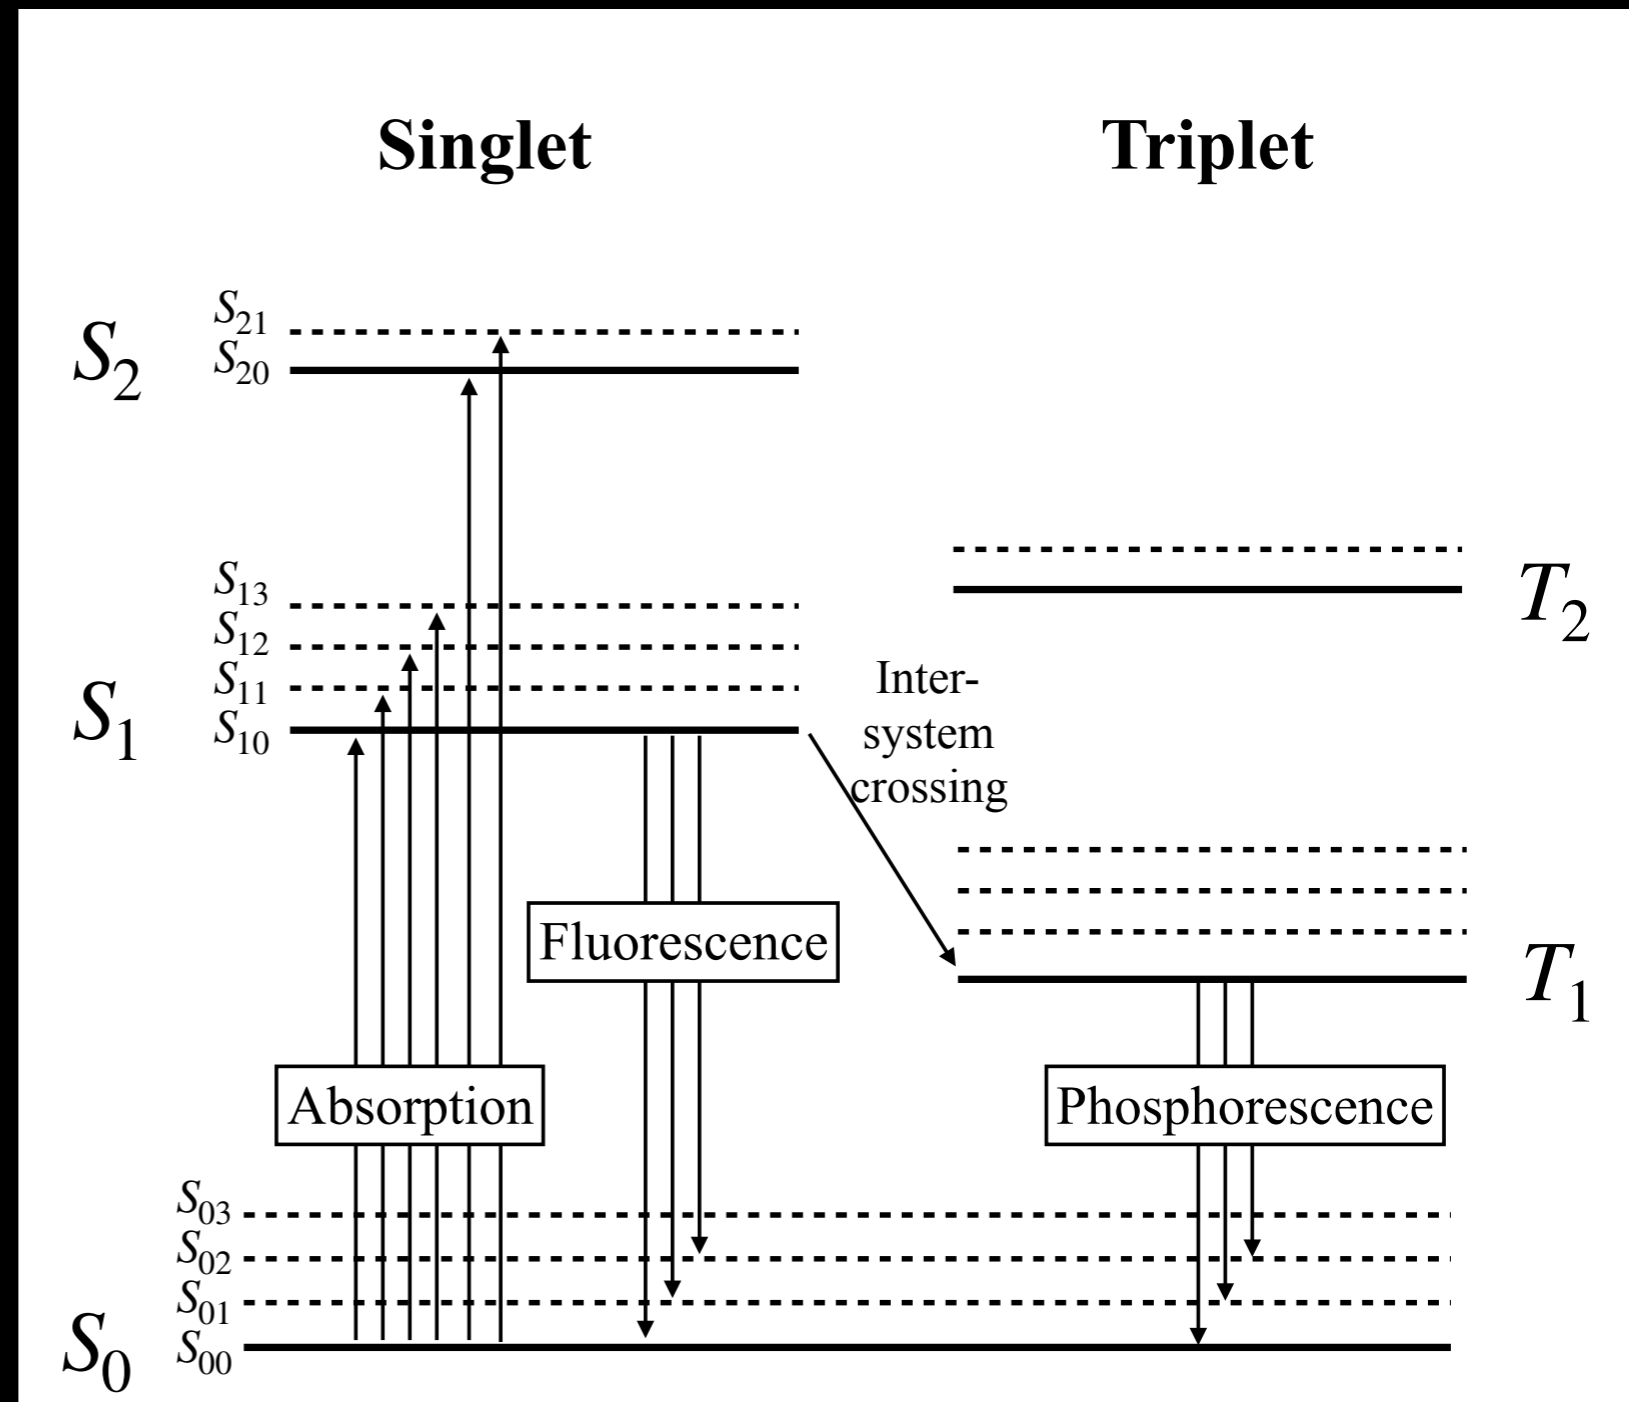 Singlet
Triplet
S₂
S₂₁
S₂₀
T₂
S₁
S₁₃
S₁₂
S₁₁
S₁₀
Inter-
system
crossing
Fluorescence
T₁
Absorption
Phosphorescence
S₀
S₀₃
S₀₂
S₀₁
S₀₀